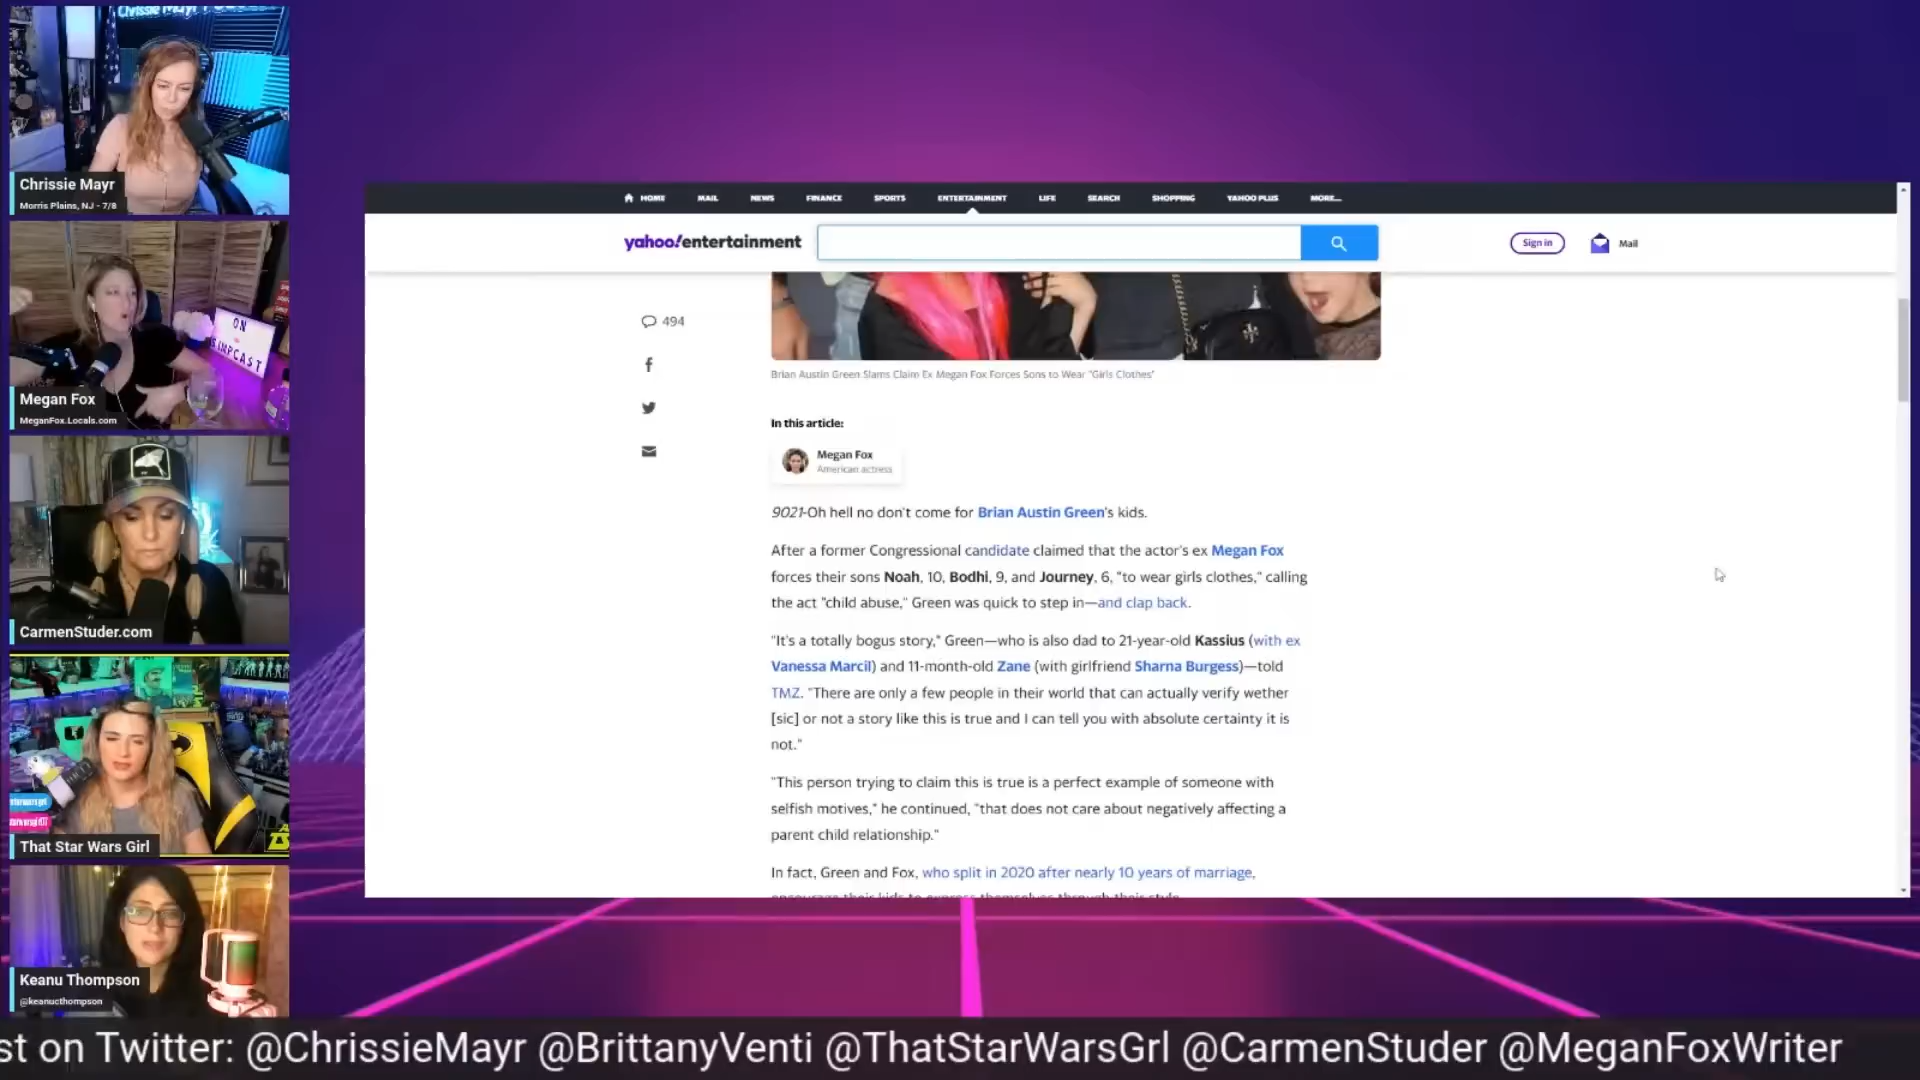 Chrissie Mayr
Morris Plains, NJ - 7/8
ON
SIMPCAST
Megan Fox
MeganFox.Locals.com
CarmenStuder.com
That Star Wars Girl
Keanu Thompson
@keanucthompson
HOME MAIL NEWS FINANCE SPORTS ENTERTAINMENT LIFE SEARCH SHOPPING YAHOO PLUS MORE...
yahoo!entertainment
Sign in
Mail
494
Brian Austin Green Slams Claim Ex Megan Fox Forces Sons to Wear "Girls Clothes"
In this article:
Megan Fox
American actress
9021-Oh hell no don't come for Brian Austin Green's kids.
After a former Congressional candidate claimed that the actor's ex Megan Fox
forces their sons Noah, 10, Bodhi, 9, and Journey, 6, "to wear girls clothes," calling
the act "child abuse," Green was quick to step in—and clap back.
"It's a totally bogus story," Green—who is also dad to 21-year-old Kassius (with ex
Vanessa Marcil) and 11-month-old Zane (with girlfriend Sharna Burgess)—told
TMZ. "There are only a few people in their world that can actually verify wether
[sic] or not a story like this is true and I can tell you with absolute certainty it is
not."
"This person trying to claim this is true is a perfect example of someone with
selfish motives," he continued, "that does not care about negatively affecting a
parent child relationship."
In fact, Green and Fox, who split in 2020 after nearly 10 years of marriage,
encourage their kids to express themselves through their style.
st on Twitter: @ChrissieMayr @BrittanyVenti @ThatStarWarsGrl @CarmenStuder @MeganFoxWriter